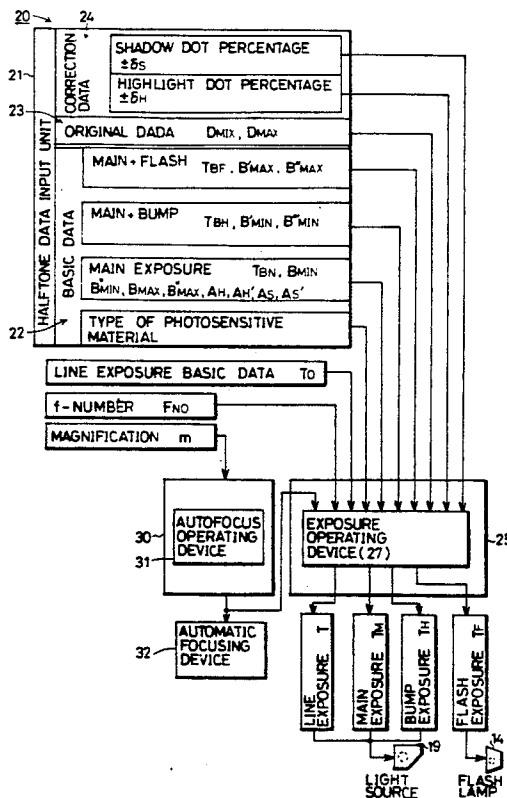 20
24
21
HALFTONE DATA INPUT UNIT
CORRECTION DATA
SHADOW DOT PERCENTAGE
±δS
HIGHLIGHT DOT PERCENTAGE
±δH
23
ORIGINAL DADA DMIX, DMAX
BASIC DATA
MAIN + FLASH TBF, B'MAX, B"MAX
MAIN + BUMP TBH, B'MIN, B"MIN
MAIN EXPOSURE TBN, BMIN
B"MIN, BMAX, B"MAX, AH, AH', AS, AS'
22
TYPE OF PHOTOSENSITIVE
MATERIAL
LINE EXPOSURE BASIC DATA TO
f-NUMBER FNO
MAGNIFICATION m
30
AUTOFOCUS
OPERATING
DEVICE
31
EXPOSURE
OPERATING
DEVICE (27)
25
32
AUTOMATIC
FOCUSING
DEVICE
LINE
EXPOSURE T
MAIN
EXPOSURE TM
BUMP
EXPOSURE TH
FLASH
EXPOSURE TF
19
14
LIGHT
SOURCE
FLASH
LAMP